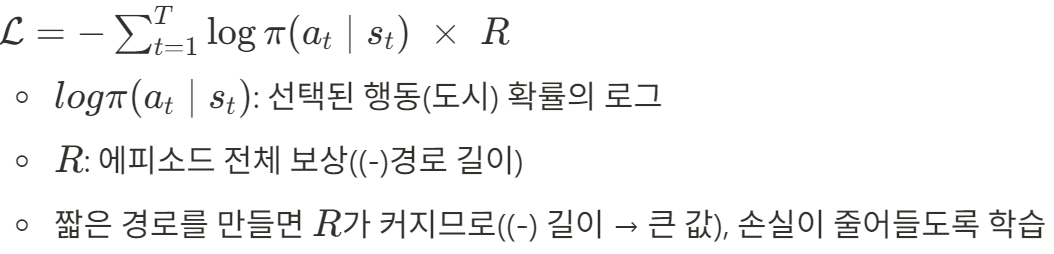 ℒ = − ∑_{t=1}^{T} log π(a_t | s_t) × R
○ logπ(a_t | s_t): 선택된 행동(도시) 확률의 로그
○ R: 에피소드 전체 보상((-)경로 길이)
○ 짧은 경로를 만들면 R가 커지므로((-) 길이 → 큰 값), 손실이 줄어들도록 학습